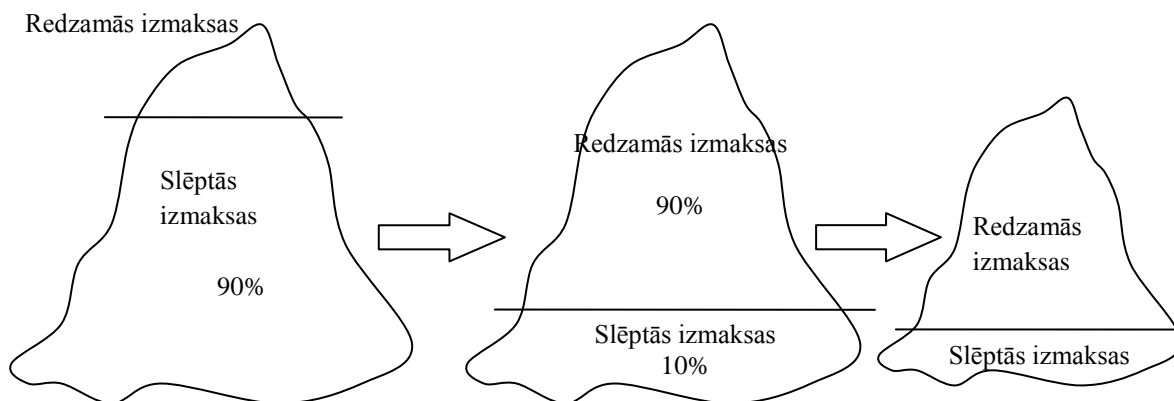 Redzamās izmaksas
Slēptās
izmaksas
90%
Redzamās izmaksas
90%
Slēptās izmaksas
10%
Redzamās
izmaksas
Slēptās izmaksas